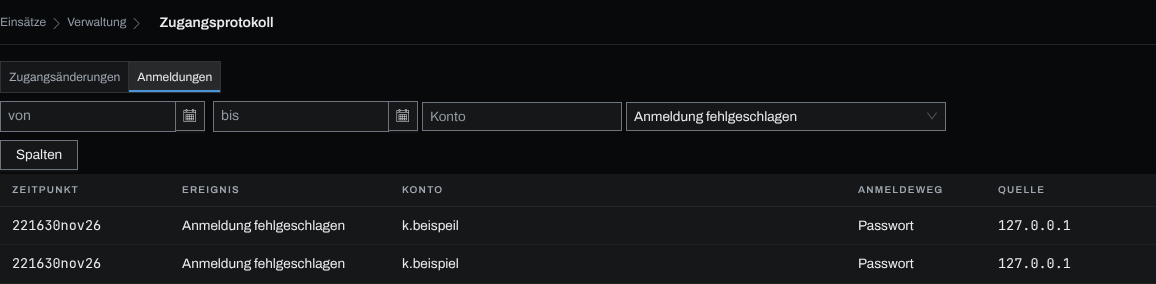 Einsätze > Verwaltung > Zugangsprotokoll
Zugangsänderungen Anmeldungen
von bis Konto Anmeldung fehlgeschlagen
Spalten
ZEITPUNKT EREIGNIS KONTO ANMELDEWEG QUELLE
221630nov26 Anmeldung fehlgeschlagen k.beispeil Passwort 127.0.0.1
221630nov26 Anmeldung fehlgeschlagen k.beispiel Passwort 127.0.0.1